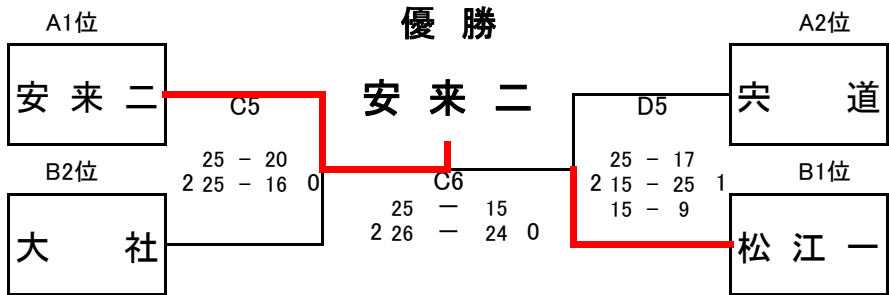 A1位 優 勝 A2位
安 来 二 安 来 二 宍 道
C5 D5
B2位 25 - 20 25 - 17 B1位
2 25 - 16 0 C6 2 15 - 25 1
25 ー 15 15 - 9
大 社 2 26 ー 24 0 松 江 一